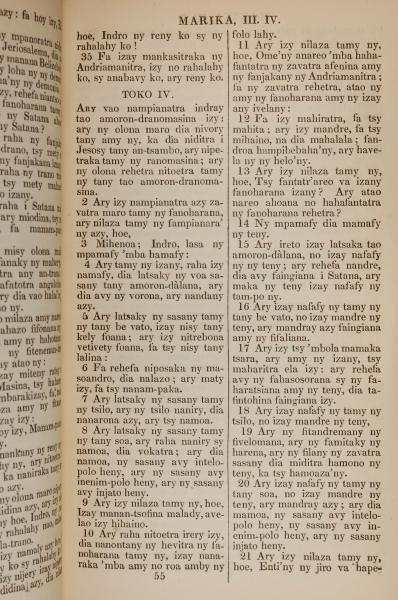 MARIKA, III. IV.
hoe, Indro ny reny ko sy ny
rahalahy ko !
35 Fa izay mankasitraka ny
Andriamanitra, izy no rahalahy
ko, sy anabavy ko, ary reny ko.
TOKO IV.
ARY vao nampianatra indray
tao amoron-dranomasina izy :
ary ny olona maro dia nivory
tany amy ny, ka dia niditra i
Jesosy tany an-tsambo, ary nipe-
traka tamy ny ranomasina ; ary
ny olona rehetra nitoetra tamy
ny tany tao amoron-dranoma-
sina.
2 Ary izy nampianatra azy za-
vatra maro tamy ny fanoharana,
ary nilaza tamy ny fampianara'
ny azy, hoe,
3 Mihenoa ; Indro, lasa ny
mpamafy 'mba hamafy :
4 Ary tamy ny izany, raha izy
namafy, dia latsaky ny voa sa-
sany tany amoron-dàlana, ary
dia avy ny vorona, ary nandany
azy.
5 Ary latsaky ny sasany tamy
ny tany be vato, izay nisy tany
kely foana ; ary izy nitrebona
vetivety foana, fa tsy nisy tany
lalina :
6 Fa rehefa niposaka ny ma-
soandro, dia nalazo ; ary maty
izy, fa tsy nanam-paka.
7 Ary latsaky ny sasany tamy
ny tsilo, ary ny tsilo naniry, dia
nanarona azy, ary tsy namoa.
8 Ary latsaky ny sasany tamy
ny tany soa, ary raha naniry sy
namoa, dia vokatra ; ary dia
namoa, ny sasany avy intelo-
polo heny, ary ny sasany avy
menim-polo heny, ary ny sasany
avy injato heny.
9 Ary izy nilaza tamy ny, hoe,
Izay manan-tsofina malady, ave-
lao izy hihaino.
10 Ary raha nitoetra irery izy,
dia nanontany ny hevitra ny fa-
noharana tamy ny, izay nana-
raka 'mba amy no roa amby ny
55
folo lahy.
11 Ary izy nilaza tamy ny,
hoe, Ome'ny anareo 'mba haha-
fantatra ny zavatra afenina amy
ny fanjakany ny Andriamanitra ;
fa ny zavatra rehetra, atao ny
amy ny fanoharana amy ny izay
any ivelany :
12 Fa izy mahiratra, fa tsy
mahita ; ary izy mandre, fa tsy
mihaino, na dia mahalala ; fan-
droa hampibebaha'ny, ary have-
la ny ny helo'ny.
13 Ary izy nilaza tamy ny,
hoe, Tsy fantatr'areo va izany
fanoharana izany ? Ary atao
nareo ahoana no hahafantatra
ny fanoharana rehetra ?
14 Ny mpamafy dia mamafy
ny teny.
15 Ary ireto izay latsaka tao
amoron-dàlana, no izay nafafy
ny ny teny ; ary rehefa mandre,
dia avy faingiana i Satana, ary
maka ny teny izay nafafy ny
tam-po ny.
16 Ary izay nafafy ny tamy ny
tany be vato, no izay mandre ny
teny, ary mandray azy faingiana
amy ny fifaliana.
17 Ary izy tsy 'mbola mamaka
tsara, ary amy ny izany, tsy
maharitra ela izy : ary rehefa
avy ny fahasosorana sy ny fa-
haratsiana amy ny teny, dia ta-
fintohina faingiana izy.
18 Ary izay nafafy ny tamy ny
tsilo, no izay mandre ny teny,
19 Ary ny fitandremany ny
fivelomana, ary ny famitaky ny
harena, ary ny filany ny zavatra
sasany dia miditra hamono ny
teny, ka tsy hanoaza'ny.
20 Ary izay nafafy ny tamy ny
tany soa, no izay mandre ny
teny, ary mandray azy ; ary dia
mamoa, ny sasany avy intelo-
polo heny, ny sasany avy in-
enim-polo heny, ary ny sasany
injato heny.
21 Ary izy nilaza tamy ny,
hoe, Enti'ny ny jiro va 'hape-